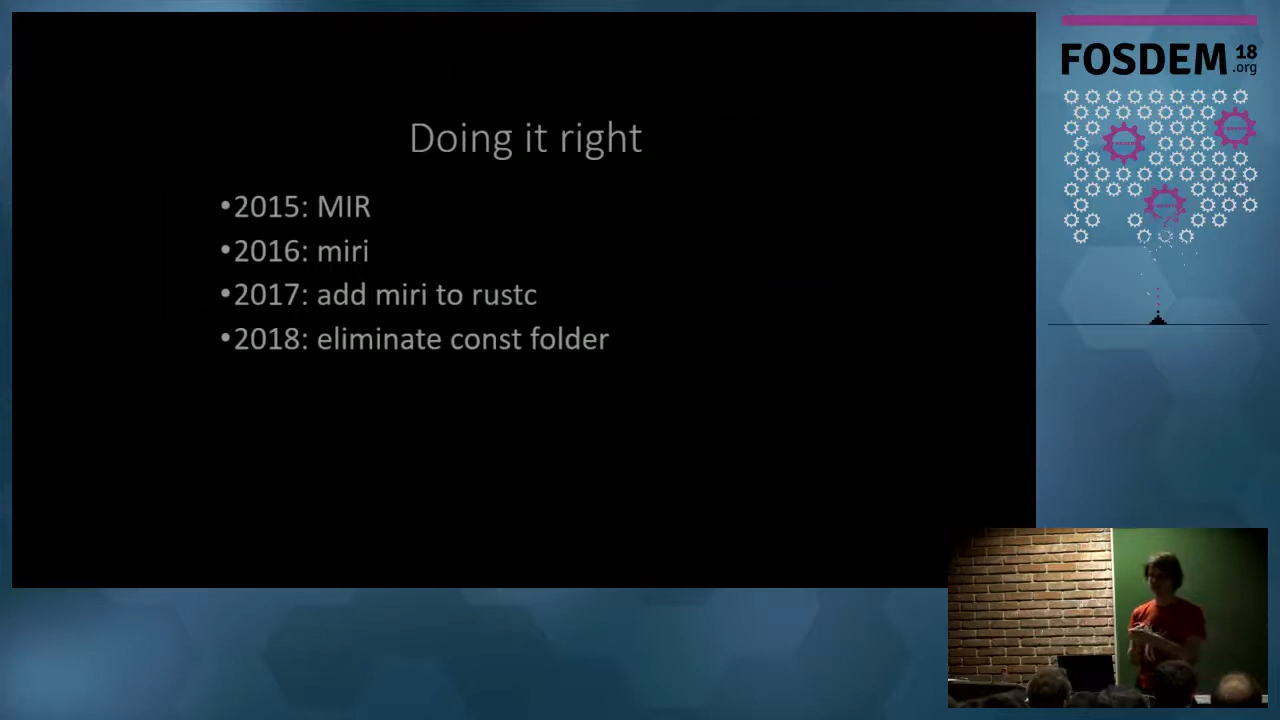 Doing it right
•2015: MIR
•2016: miri
•2017: add miri to rustc
•2018: eliminate const folder
FOSDEM 18
.org